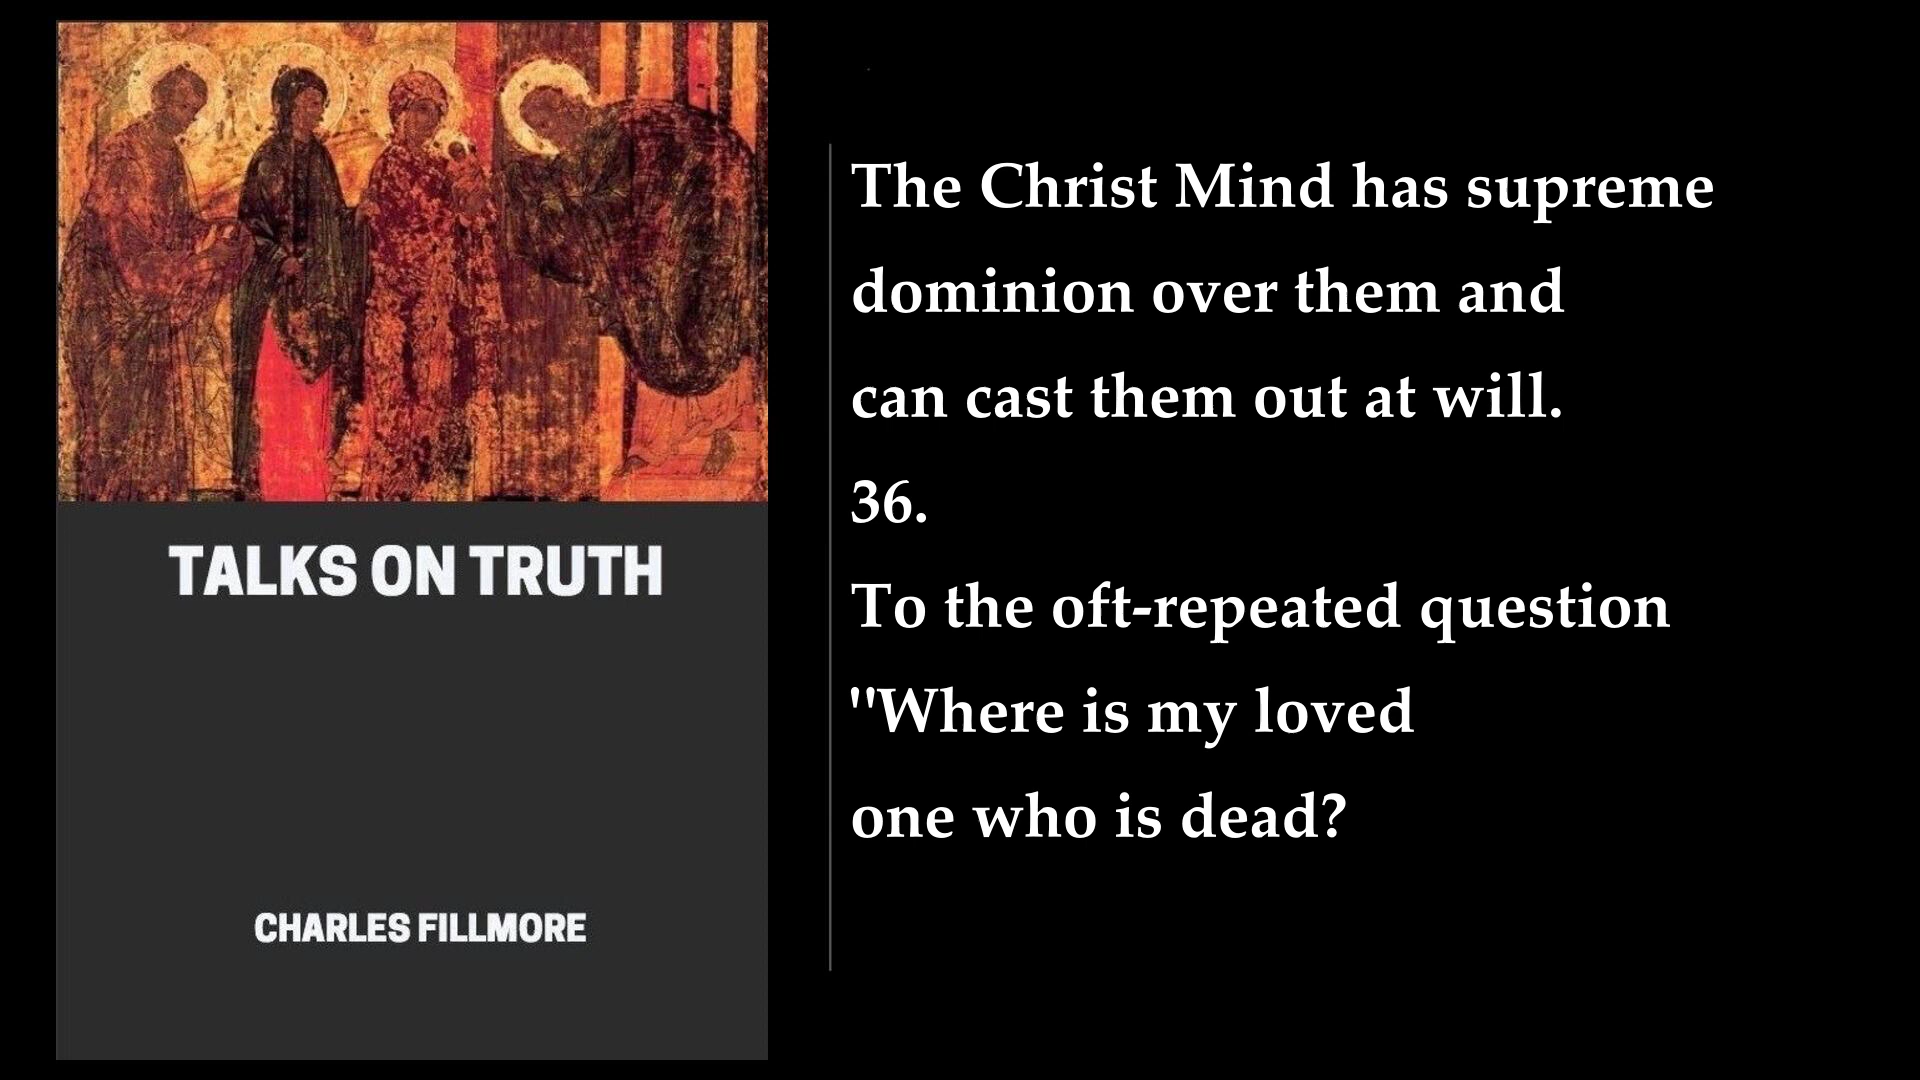 TALKS ON TRUTH
CHARLES FILLMORE
The Christ Mind has supreme
dominion over them and
can cast them out at will.
36.
To the oft-repeated question
"Where is my loved
one who is dead?